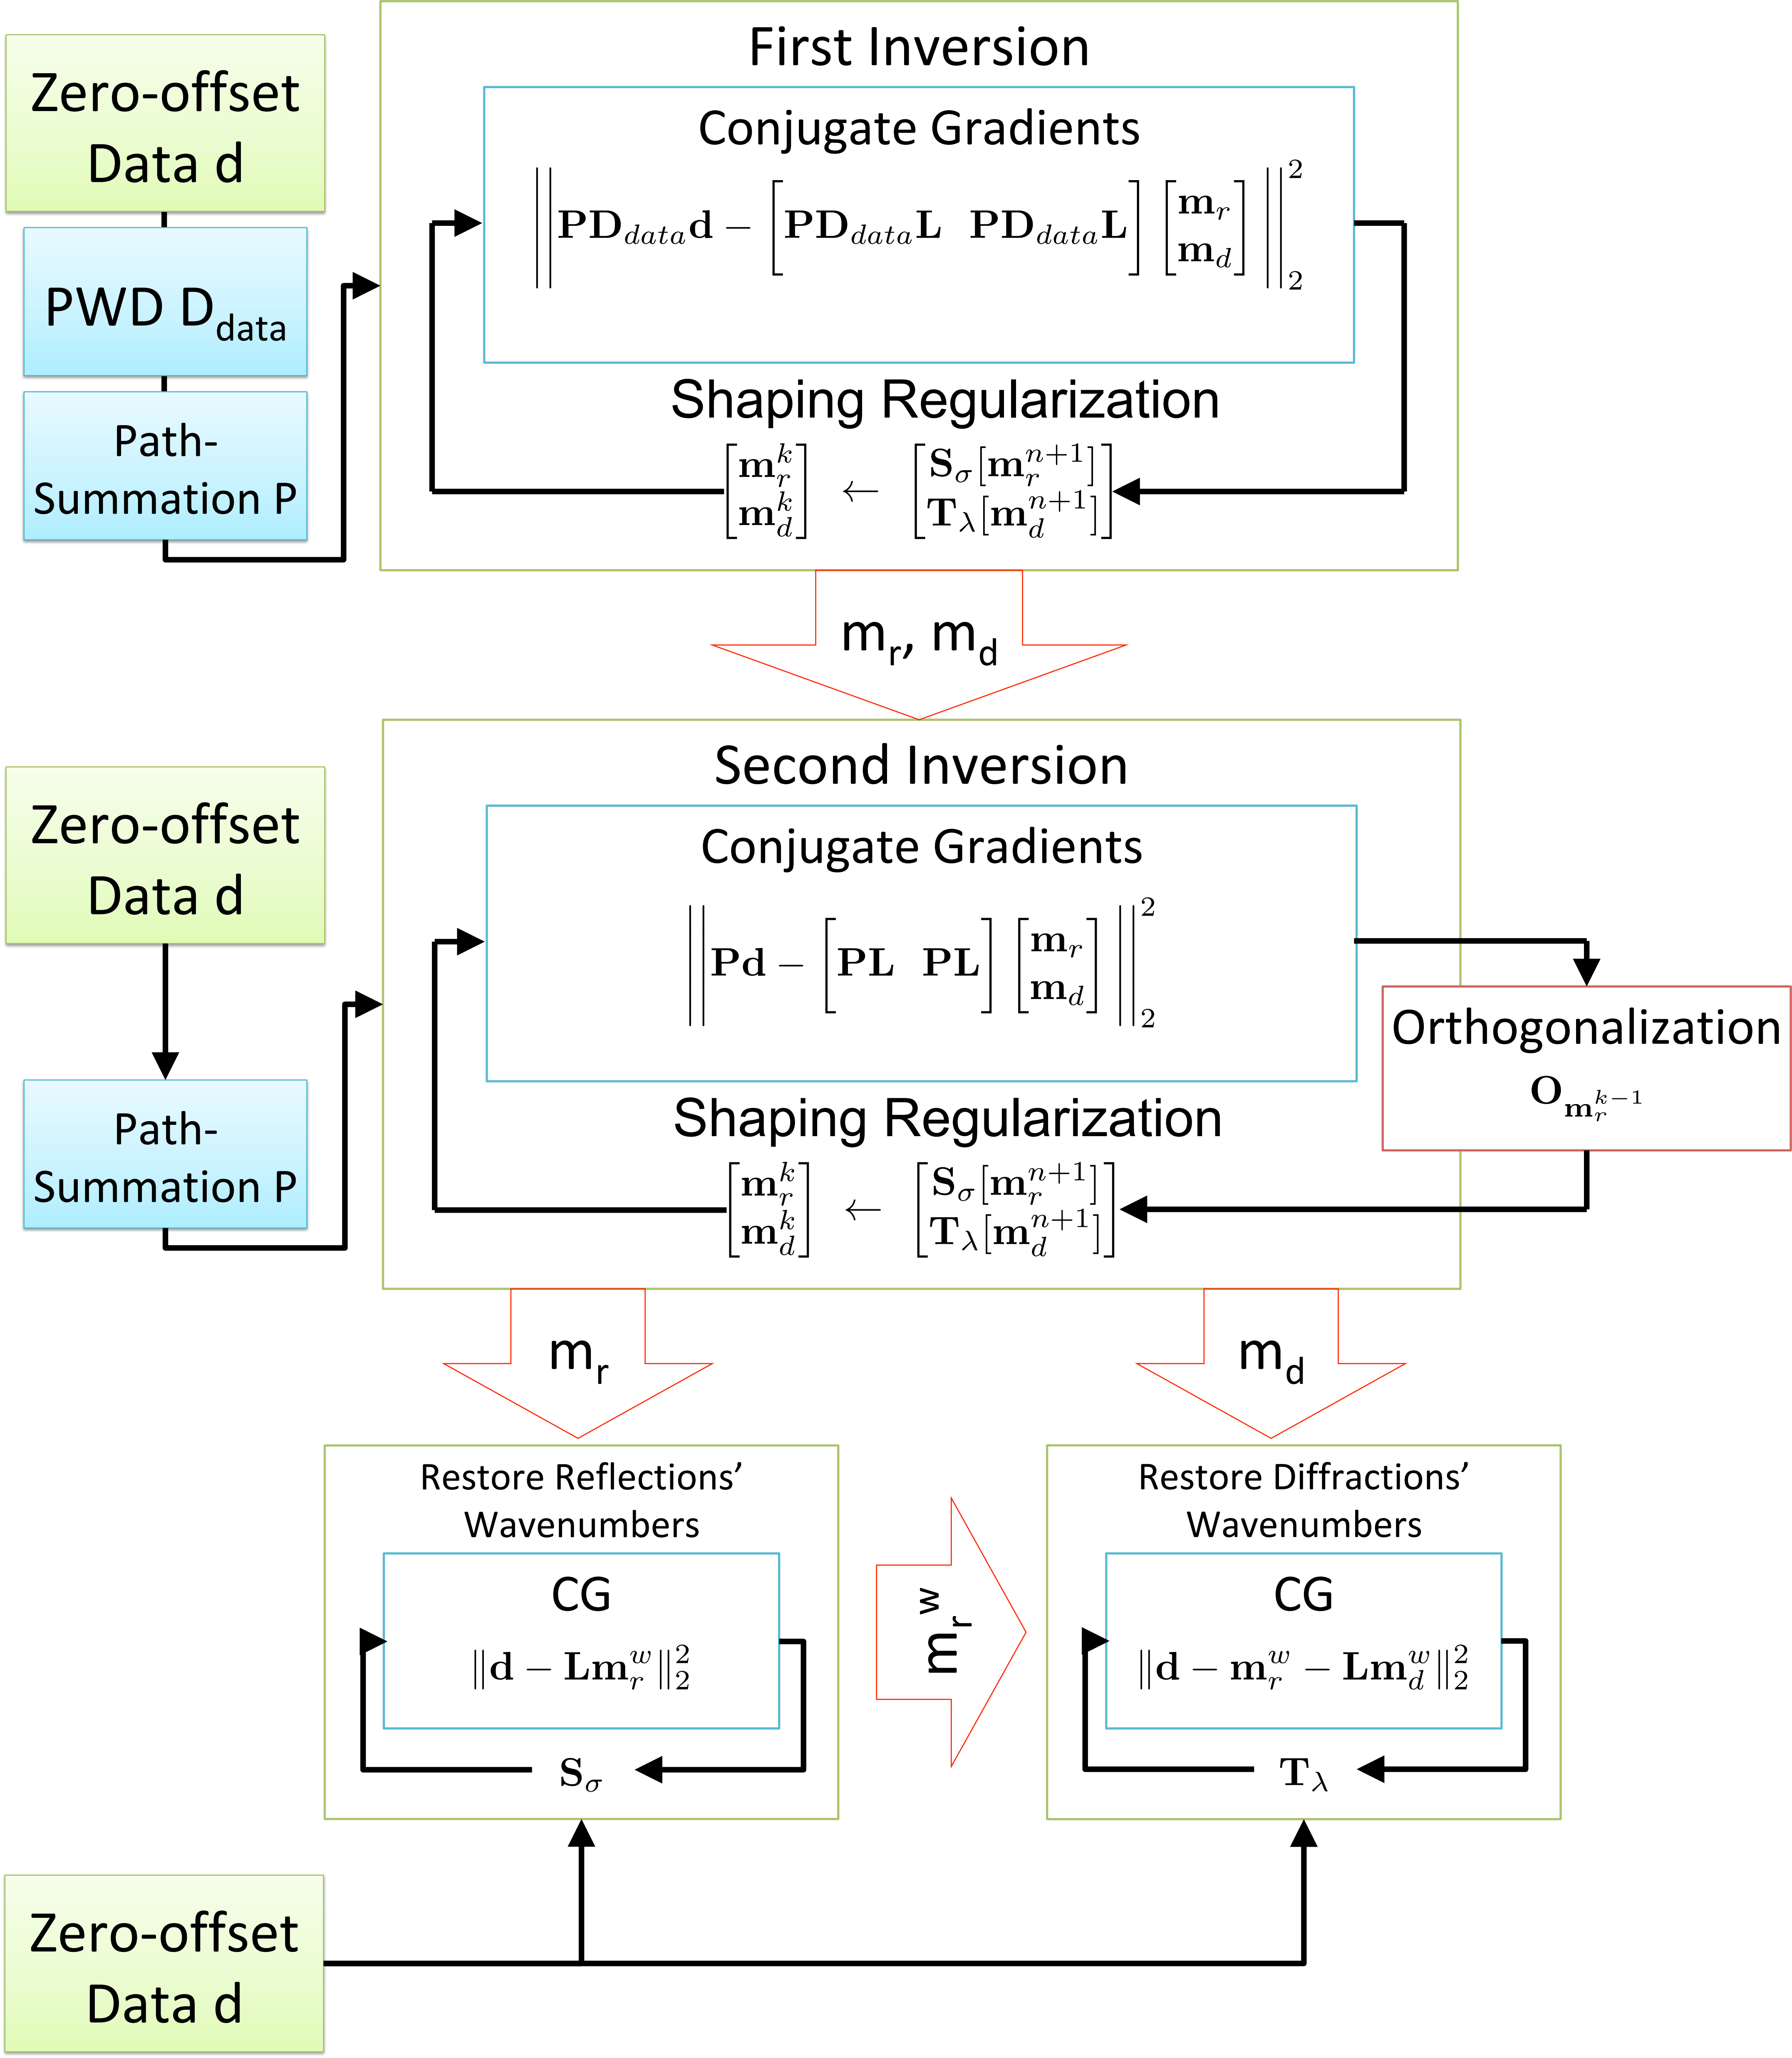 Zero-offset
Data d
PWD D_data
Path-
Summation P
First Inversion
Conjugate Gradients
‖PD_data d − [PD_data L  PD_data L] [m_r; m_d]‖_2^2
Shaping Regularization
[m_r^k; m_d^k] ← [S_σ[m_r^{n+1}]; T_λ[m_d^{n+1}]]
m_r, m_d
Zero-offset
Data d
Path-
Summation P
Second Inversion
Conjugate Gradients
‖Pd − [PL  PL] [m_r; m_d]‖_2^2
Orthogonalization
O_{m_r^{k−1}}
Shaping Regularization
[m_r^k; m_d^k] ← [S_σ[m_r^{n+1}]; T_λ[m_d^{n+1}]]
m_r
m_d
Restore Reflections’
Wavenumbers
CG
‖d − Lm_r^w‖_2^2
S_σ
m_r^w
Restore Diffractions’
Wavenumbers
CG
‖d − m_r^w − Lm_d^w‖_2^2
T_λ
Zero-offset
Data d